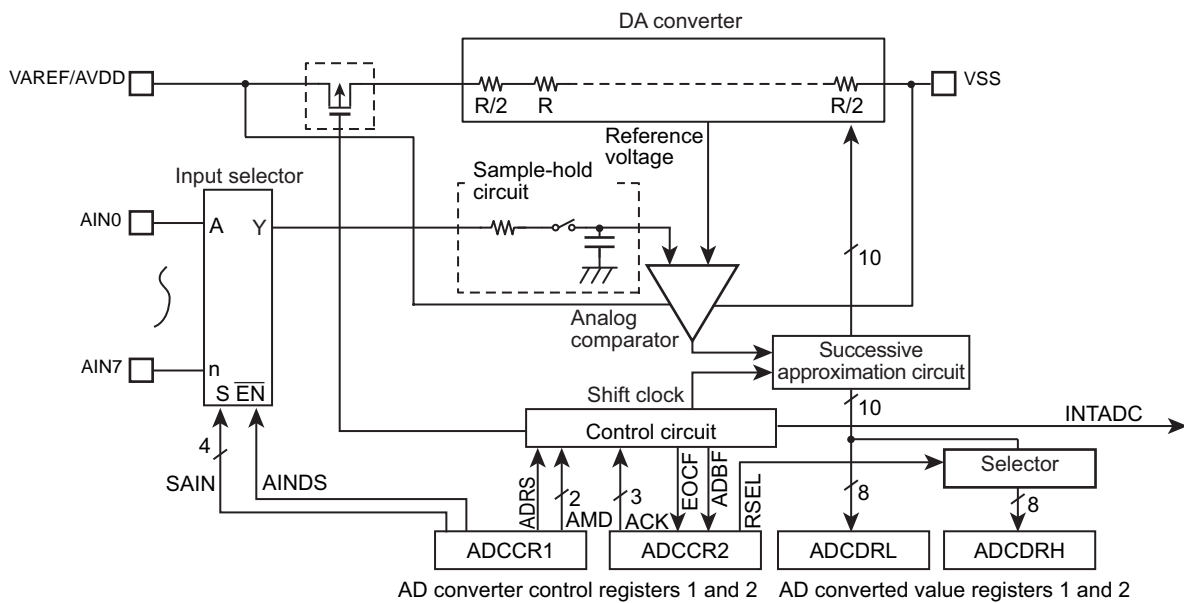 DA converter
VAREF/AVDD
VSS
R/2
R
R/2
Reference
voltage
Sample-hold
circuit
Input selector
AIN0
A
Y
10
Analog
comparator
AIN7
n
S EN
Successive
approximation circuit
Shift clock
10
INTADC
Control circuit
4
SAIN
AINDS
ADRS
2
AMD
3
ACK
EOCF
ADBF
RSEL
Selector
8
8
ADCCR1
ADCCR2
ADCDRL
ADCDRH
AD converter control registers 1 and 2
AD converted value registers 1 and 2